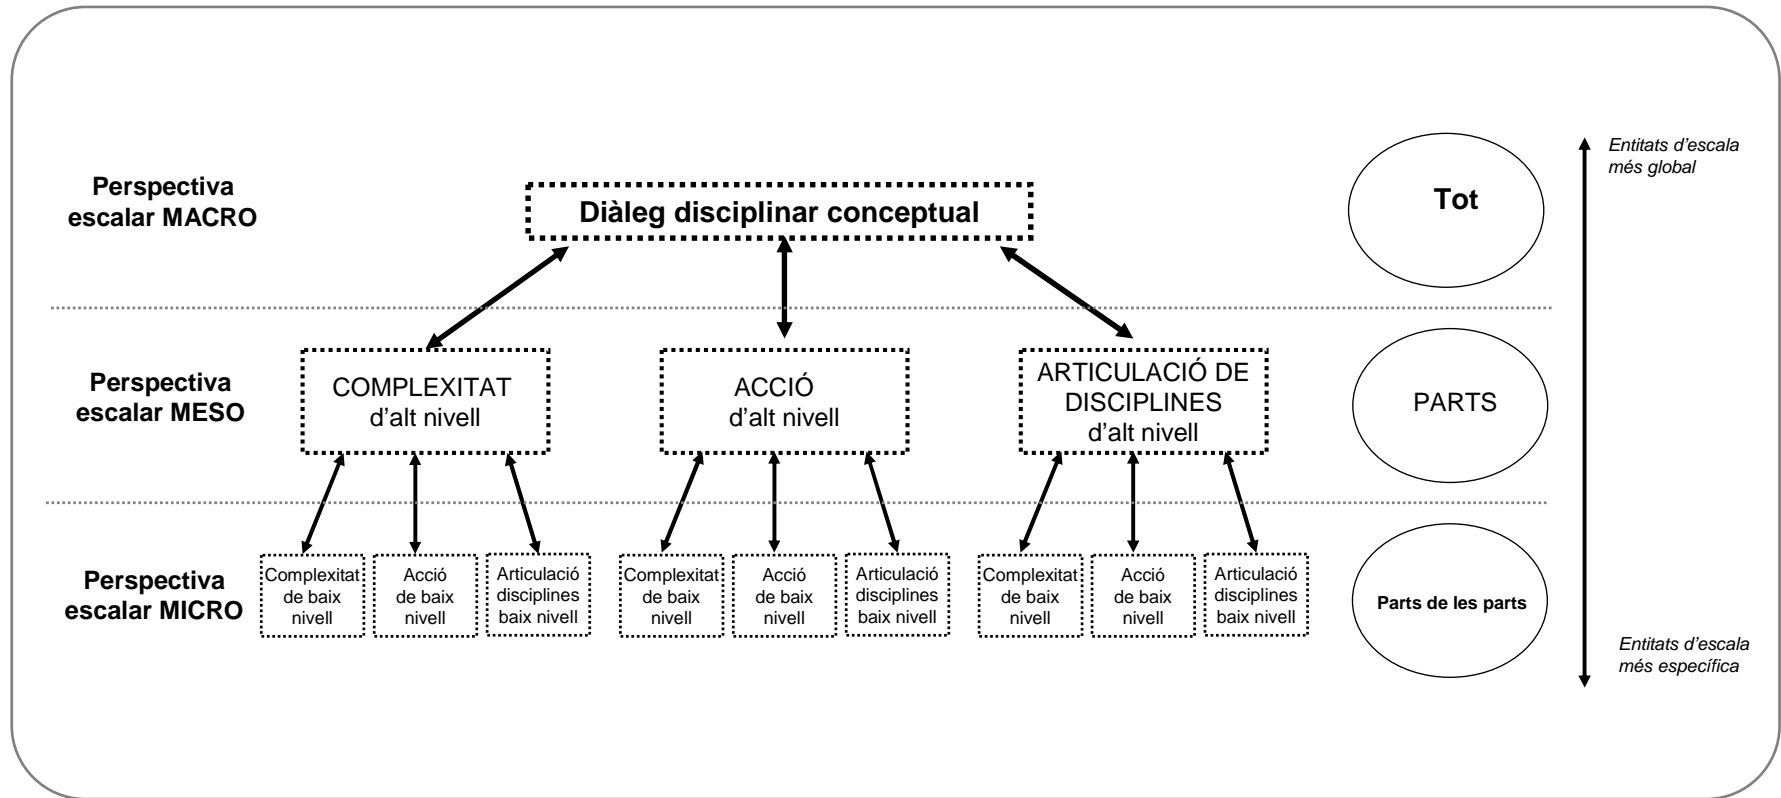 Perspectiva
escalar MACRO
Diàleg disciplinar conceptual
Tot
Entitats d’escala
més global
Perspectiva
escalar MESO
COMPLEXITAT
d’alt nivell
ACCIÓ
d’alt nivell
ARTICULACIÓ DE
DISCIPLINES
d’alt nivell
PARTS
Perspectiva
escalar MICRO
Complexitat
de baix
nivell
Acció
de baix
nivell
Articulació
disciplines
baix nivell
Complexitat
de baix
nivell
Acció
de baix
nivell
Articulació
disciplines
baix nivell
Complexitat
de baix
nivell
Acció
de baix
nivell
Articulació
disciplines
baix nivell
Parts de les parts
Entitats d’escala
més específica